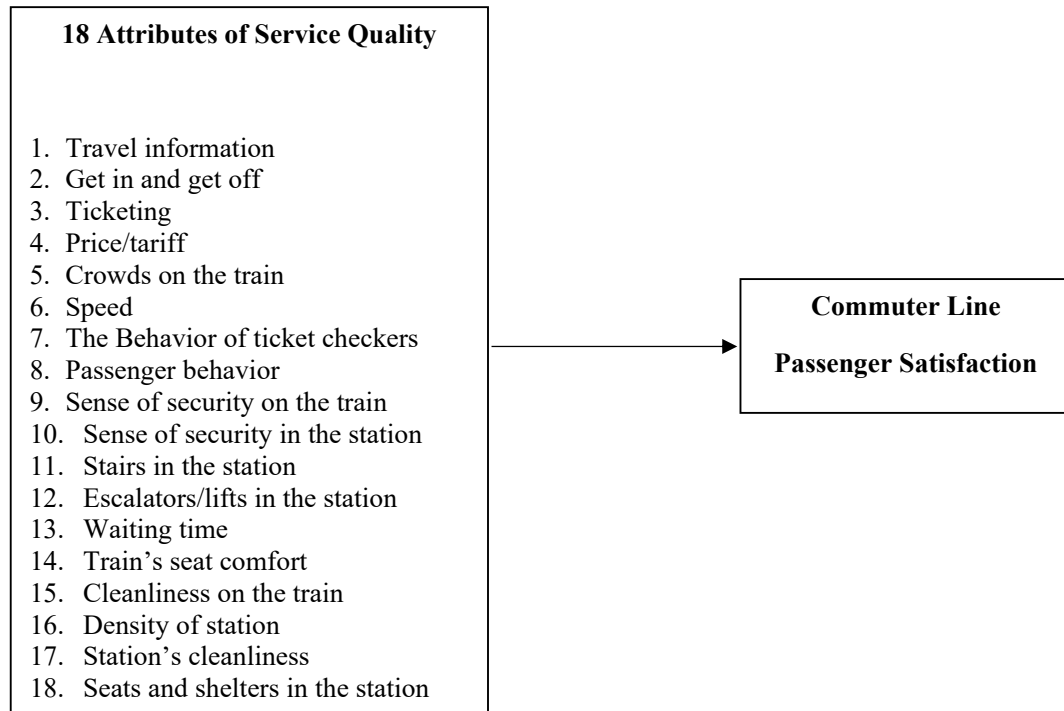 18 Attributes of Service Quality
1. Travel information
2. Get in and get off
3. Ticketing
4. Price/tariff
5. Crowds on the train
6. Speed
7. The Behavior of ticket checkers
8. Passenger behavior
9. Sense of security on the train
10. Sense of security in the station
11. Stairs in the station
12. Escalators/lifts in the station
13. Waiting time
14. Train’s seat comfort
15. Cleanliness on the train
16. Density of station
17. Station’s cleanliness
18. Seats and shelters in the station
Commuter Line
Passenger Satisfaction